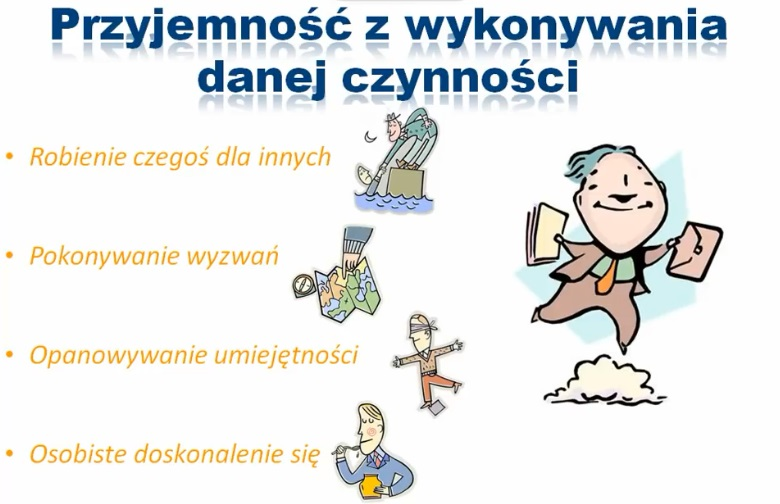 Przyjemność z wykonywania
danej czynności
• Robienie czegoś dla innych
• Pokonywanie wyzwań
• Opanowywanie umiejętności
• Osobiste doskonalenie się